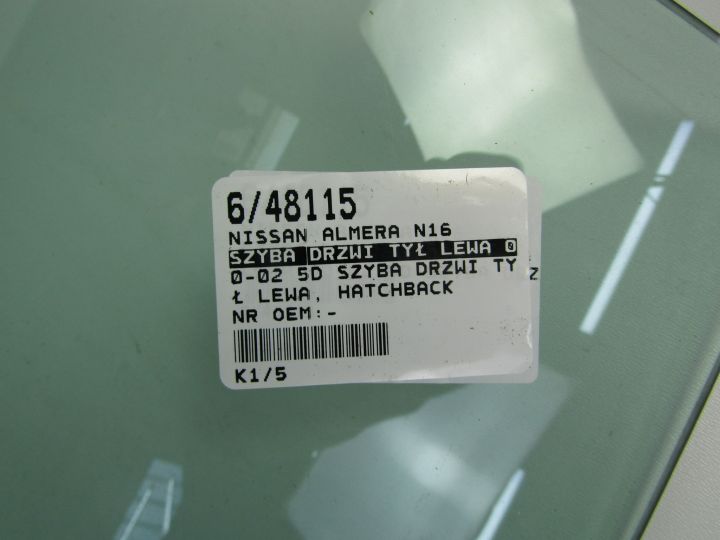 6/48115
NISSAN ALMERA N16
SZYBA DRZWI TYŁ LEWA 0
0-02 5D SZYBA DRZWI TY
Ł LEWA, HATCHBACK
NR OEM:-
K1/5